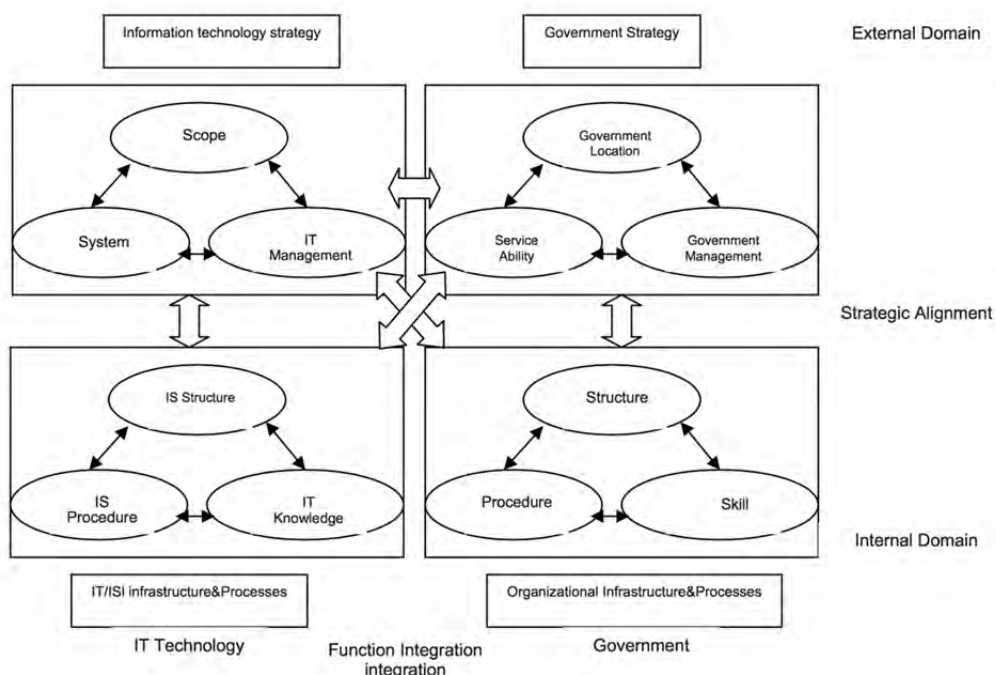 Information technology strategy
Government Strategy
External Domain
Scope
System
IT
Management
Government
Location
Service
Ability
Government
Management
Strategic Alignment
IS Structure
IS
Procedure
IT
Knowledge
Structure
Procedure
Skill
Internal Domain
IT/ISI infrastructure&Processes
Organizational Infrastructure&Processes
IT Technology
Function Integration
integration
Government